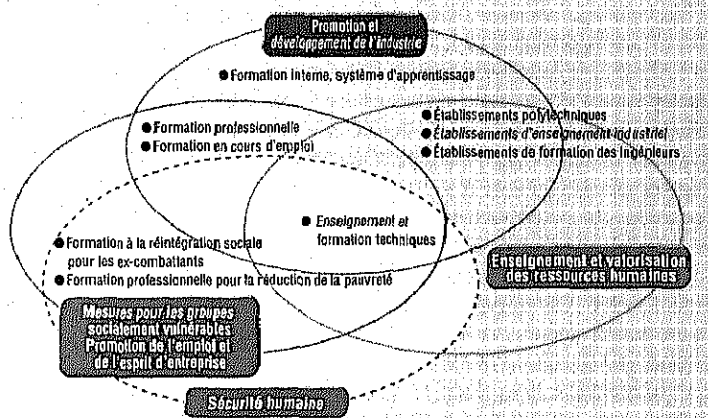 Promotion et
développement de l'industrie
● Formation interne, système d'apprentissage
● Formation professionnelle
● Formation en cours d'emploi
● Établissements polytechniques
● Établissements d'enseignement industriel
● Établissements de formation des ingénieurs
● Enseignement et
formation techniques
● Formation à la réintégration sociale
pour les ex-combattants
● Formation professionnelle pour la réduction de la pauvreté
Enseignement et valorisation
des ressources humaines
Mesures pour les groupes
socialement vulnérables
Promotion de l'emploi et
de l'esprit d'entreprise
Sécurité humaine